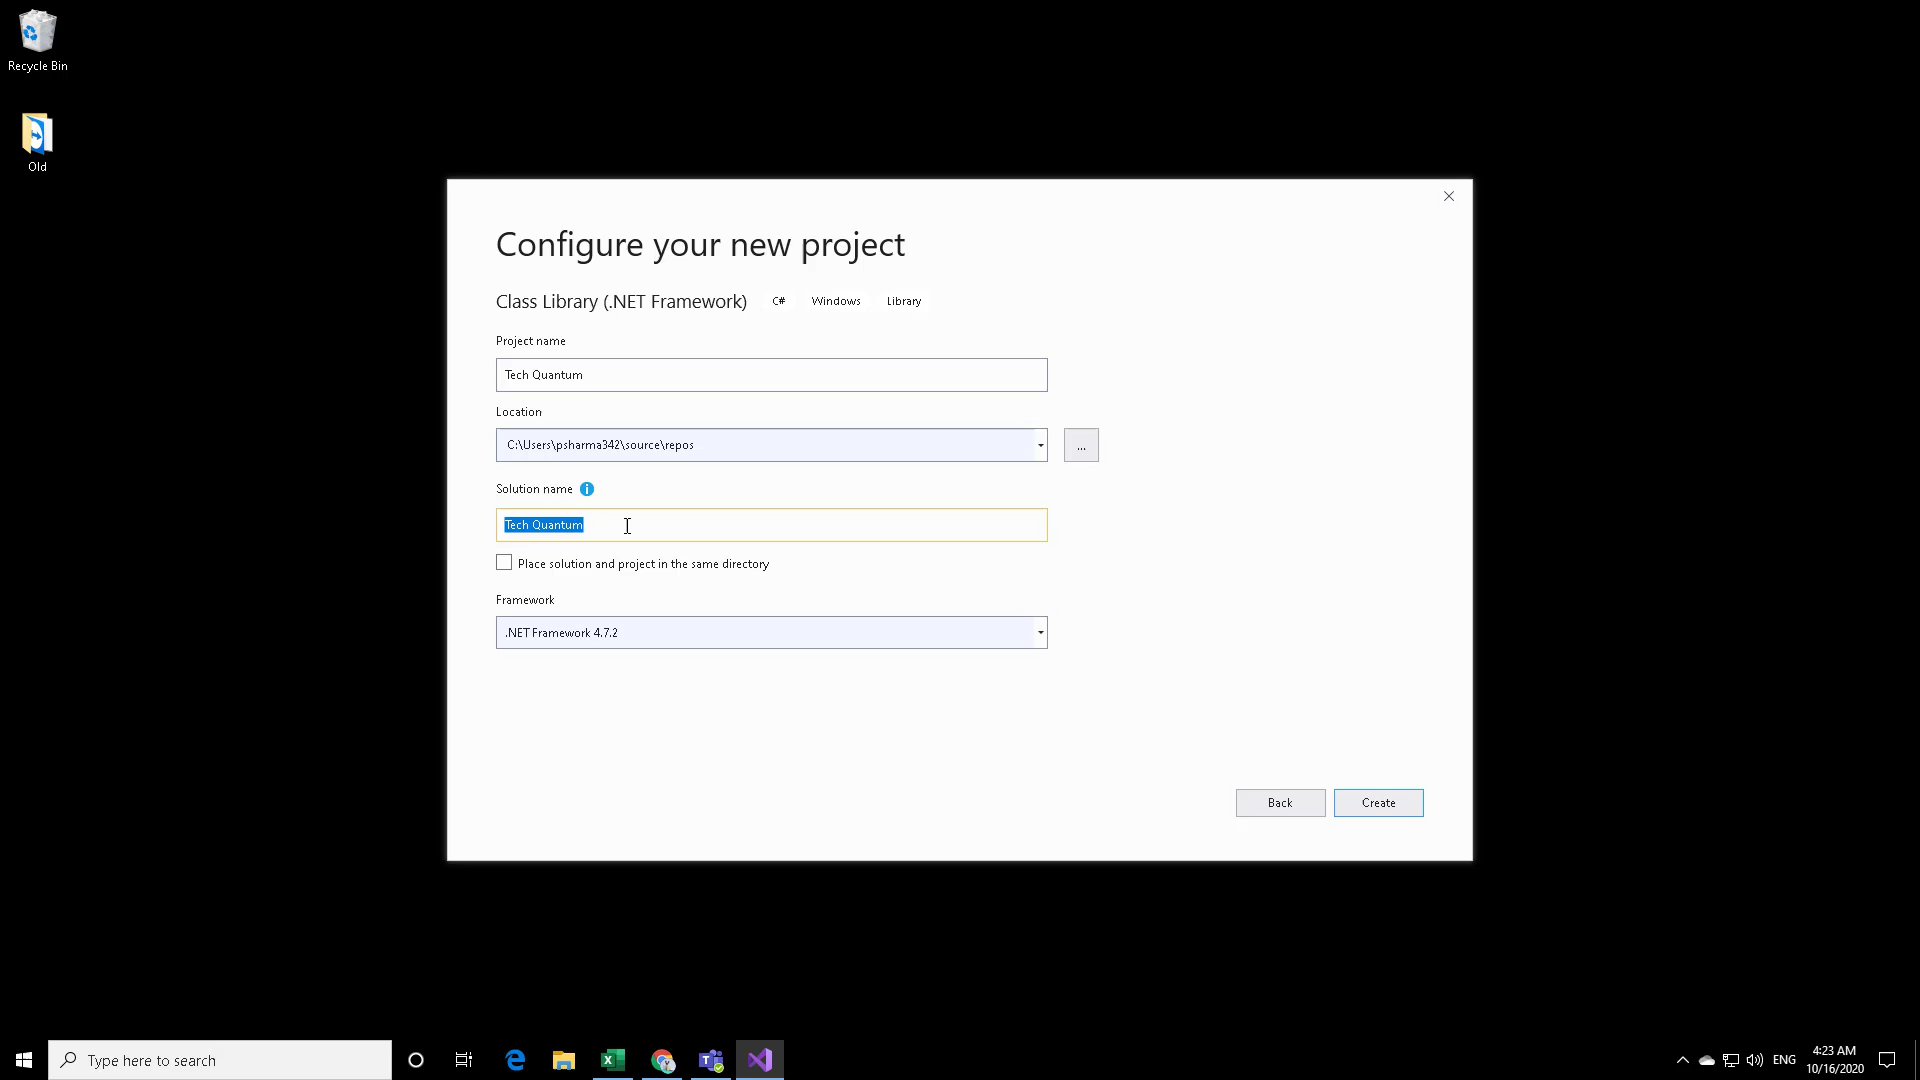 Recycle Bin
Old
Configure your new project
Class Library (.NET Framework) C# Windows Library
Project name
Tech Quantum
Location
C:\Users\psharma342\source\repos
...
Solution name
Tech Quantum
Place solution and project in the same directory
Framework
.NET Framework 4.7.2
Back Create
Type here to search
ENG
4:23 AM
10/16/2020